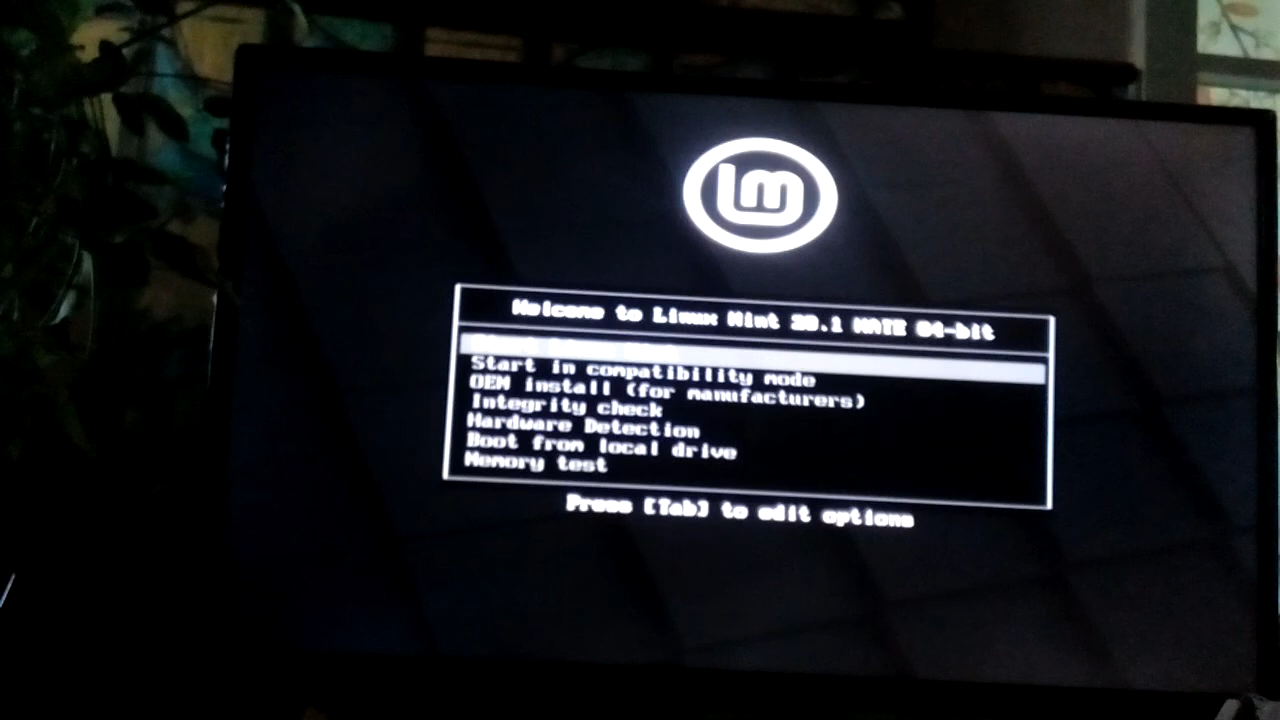 lm
Welcome to Linux Mint 20.1 MATE 64-bit
Start in compatibility mode
OEM install (for manufacturers)
Integrity check
Hardware Detection
Boot from local drive
Memory test
Press [Tab] to edit options